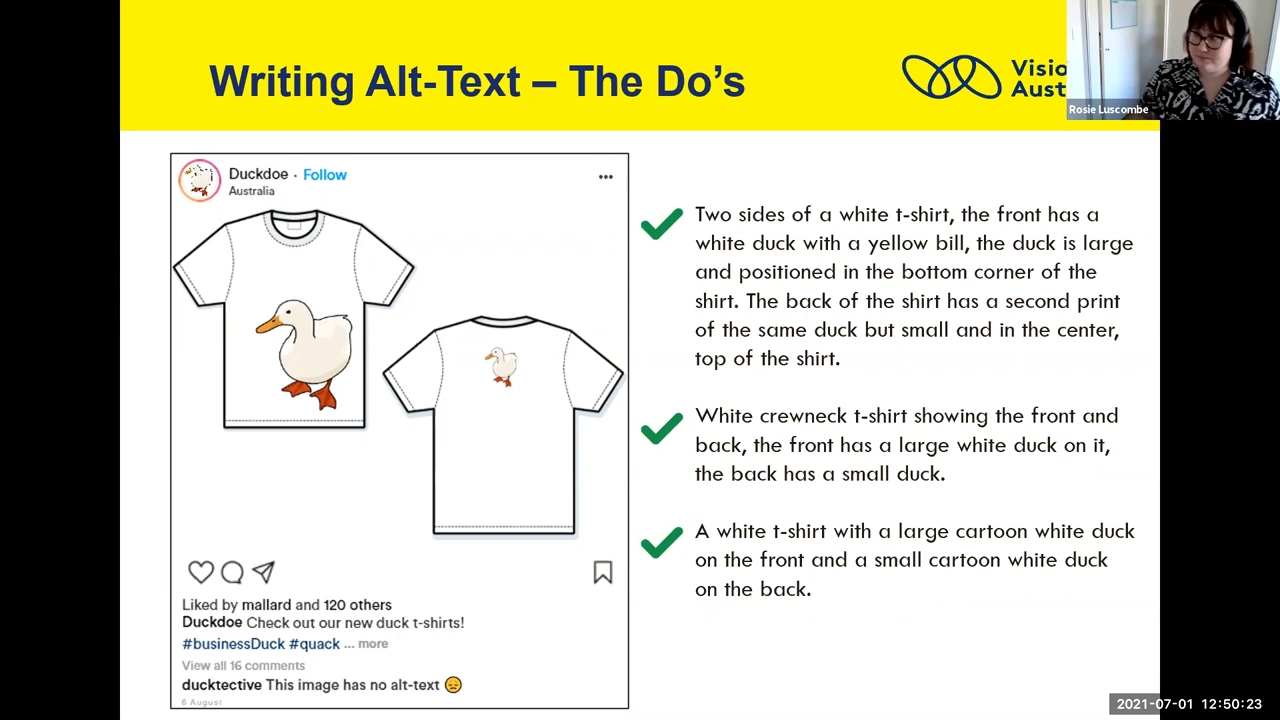 Writing Alt-Text – The Do's
Visio
Aust
Rosie Luscombe
Duckdoe · Follow
Australia
Liked by mallard and 120 others
Duckdoe Check out our new duck t-shirts!
#businessDuck #quack ... more
View all 16 comments
ducktective This image has no alt-text 😔
6 August
Two sides of a white t-shirt, the front has a
white duck with a yellow bill, the duck is large
and positioned in the bottom corner of the
shirt. The back of the shirt has a second print
of the same duck but small and in the center,
top of the shirt.
White crewneck t-shirt showing the front and
back, the front has a large white duck on it,
the back has a small duck.
A white t-shirt with a large cartoon white duck
on the front and a small cartoon white duck
on the back.
2021-07-01 12:50:23